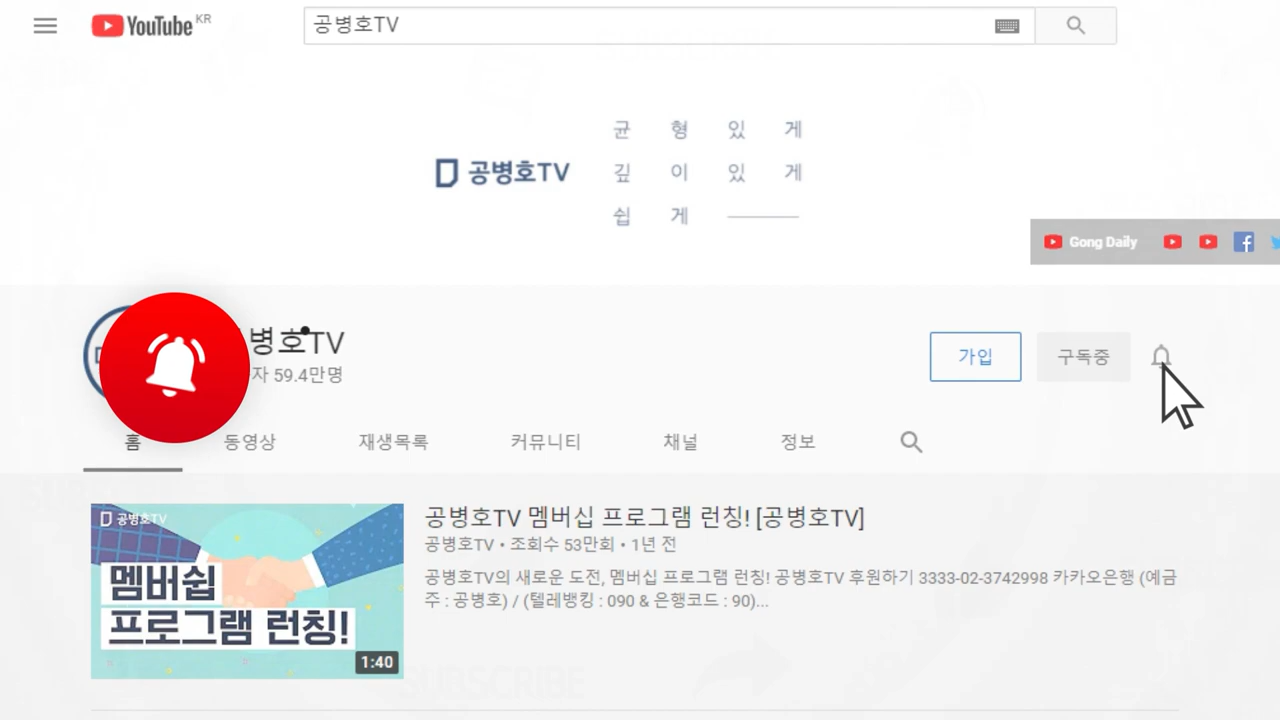 YouTube KR
공병호TV
공병호TV
균 형 있 게
깊 이 있 게
쉽 게
Gong Daily
병호TV
자 59.4만명
가입
구독중
홈 동영상 재생목록 커뮤니티 채널 정보
공병호TV
멤버쉽
프로그램 런칭!
1:40
공병호TV 멤버십 프로그램 런칭! [공병호TV]
공병호TV • 조회수 53만회 • 1년 전
공병호TV의 새로운 도전, 멤버십 프로그램 런칭! 공병호TV 후원하기 3333-02-3742998 카카오은행 (예금
주 : 공병호) / (텔레뱅킹 : 090 & 은행코드 : 90)...
SUBSCRIBE